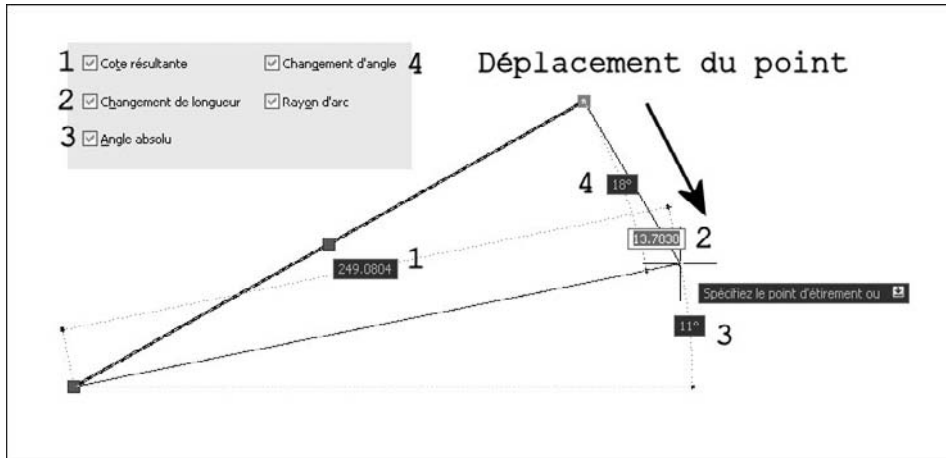 1 Cote résultante
Changement d'angle 4
2 Changement de longueur
Rayon d'arc
3 Angle absolu
Déplacement du point
4 18°
13.7030 2
249.0804 1
Spécifiez le point d'étirement ou
11° 3